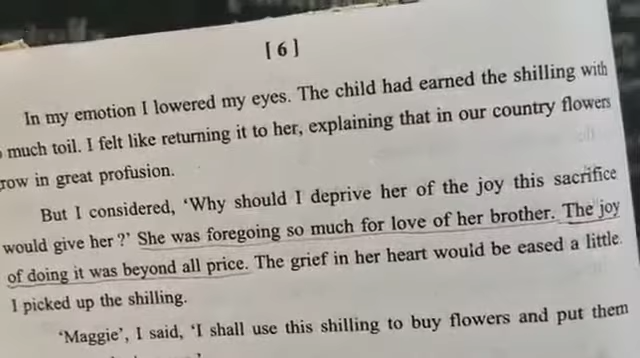 [6]
In my emotion I lowered my eyes. The child had earned the shilling with
much toil. I felt like returning it to her, explaining that in our country flowers
row in great profusion.
But I considered, ‘Why should I deprive her of the joy this sacrifice
would give her ?’ She was foregoing so much for love of her brother. The joy
of doing it was beyond all price. The grief in her heart would be eased a little.
I picked up the shilling.
‘Maggie’, I said, ‘I shall use this shilling to buy flowers and put them